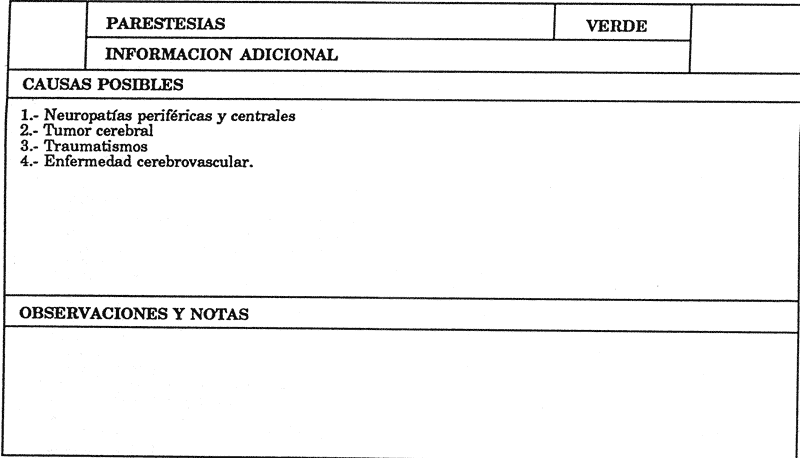 PARESTESIAS
VERDE
INFORMACION ADICIONAL
CAUSAS POSIBLES
1.- Neuropatías periféricas y centrales
2.- Tumor cerebral
3.- Traumatismos
4.- Enfermedad cerebrovascular.
OBSERVACIONES Y NOTAS